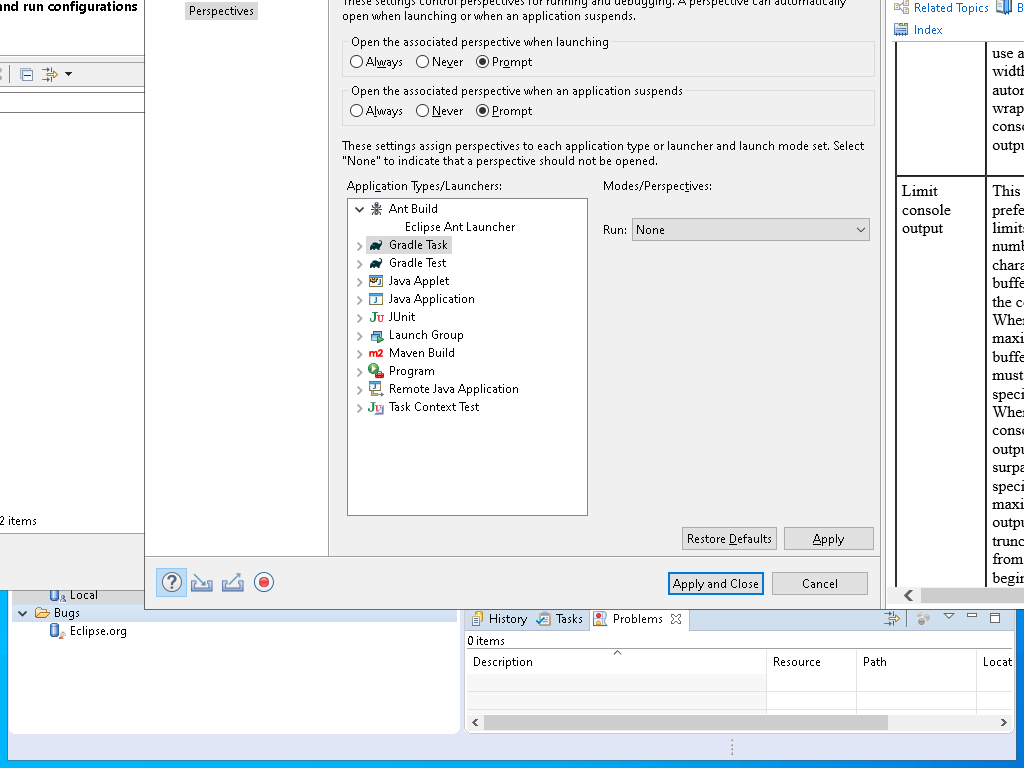 and run configurations
Perspectives
These settings control perspectives for running and debugging. A perspective can automatically
open when launching or when an application suspends.
Open the associated perspective when launching
Always
Never
Prompt
Open the associated perspective when an application suspends
Always
Never
Prompt
These settings assign perspectives to each application type or launcher and launch mode set. Select
"None" to indicate that a perspective should not be opened.
Application Types/Launchers:
Modes/Perspectives:
Ant Build
Eclipse Ant Launcher
Gradle Task
Gradle Test
Java Applet
Java Application
JUnit
Launch Group
Maven Build
Program
Remote Java Application
Task Context Test
Run:
None
Restore Defaults
Apply
Apply and Close
Cancel
2 items
Related Topics
B
Index
use a
width
autom
wrap
conso
outpu
Limit
console
output
This
prefe
limits
numb
chara
buffe
the co
When
maxi
buffe
must
speci
When
conso
outpu
surpa
speci
maxi
outpu
trunc
from
begin
Local
Bugs
Eclipse.org
History
Tasks
Problems
0 items
Description
Resource
Path
Locat